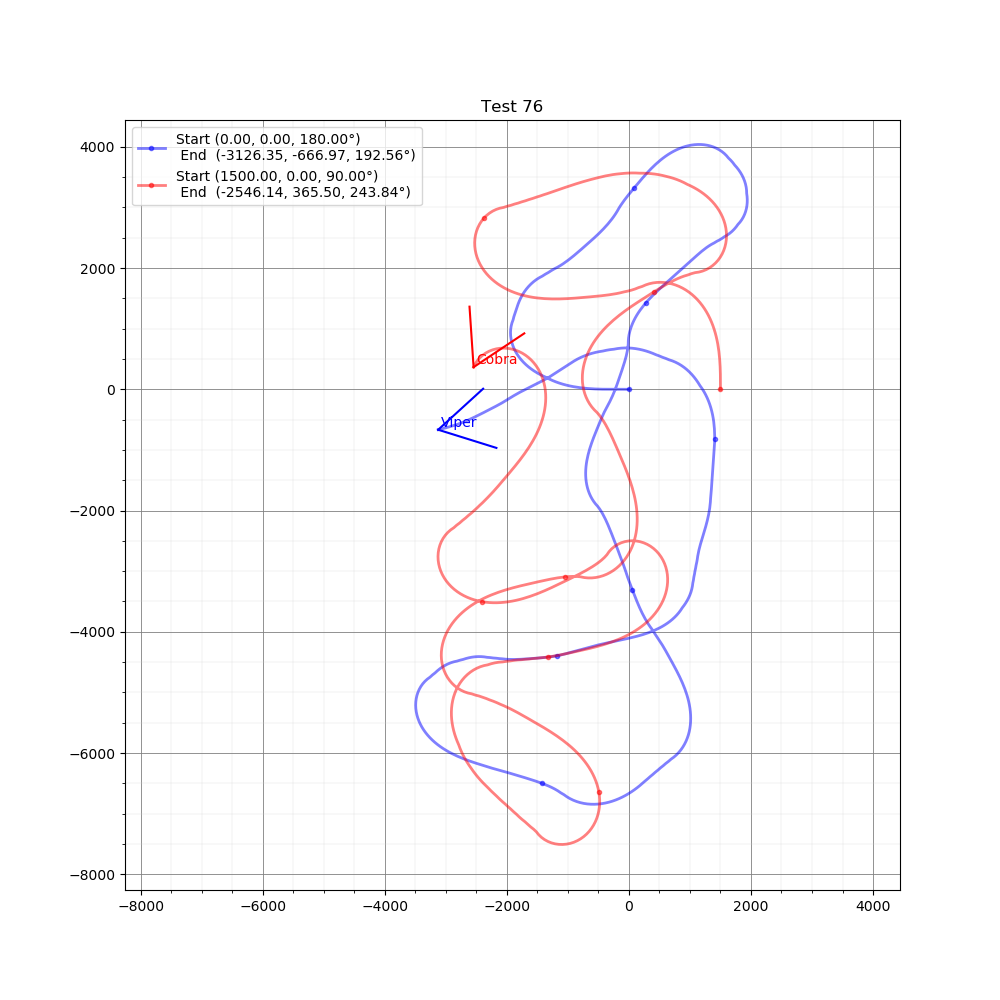 Test 76
Start (0.00, 0.00, 180.00°)
End  (-3126.35, -666.97, 192.56°)
Start (1500.00, 0.00, 90.00°)
End  (-2546.14, 365.50, 243.84°)
4000
2000
0
−2000
−4000
−6000
−8000
Cobra
Viper
−8000 −6000 −4000 −2000 0 2000 4000